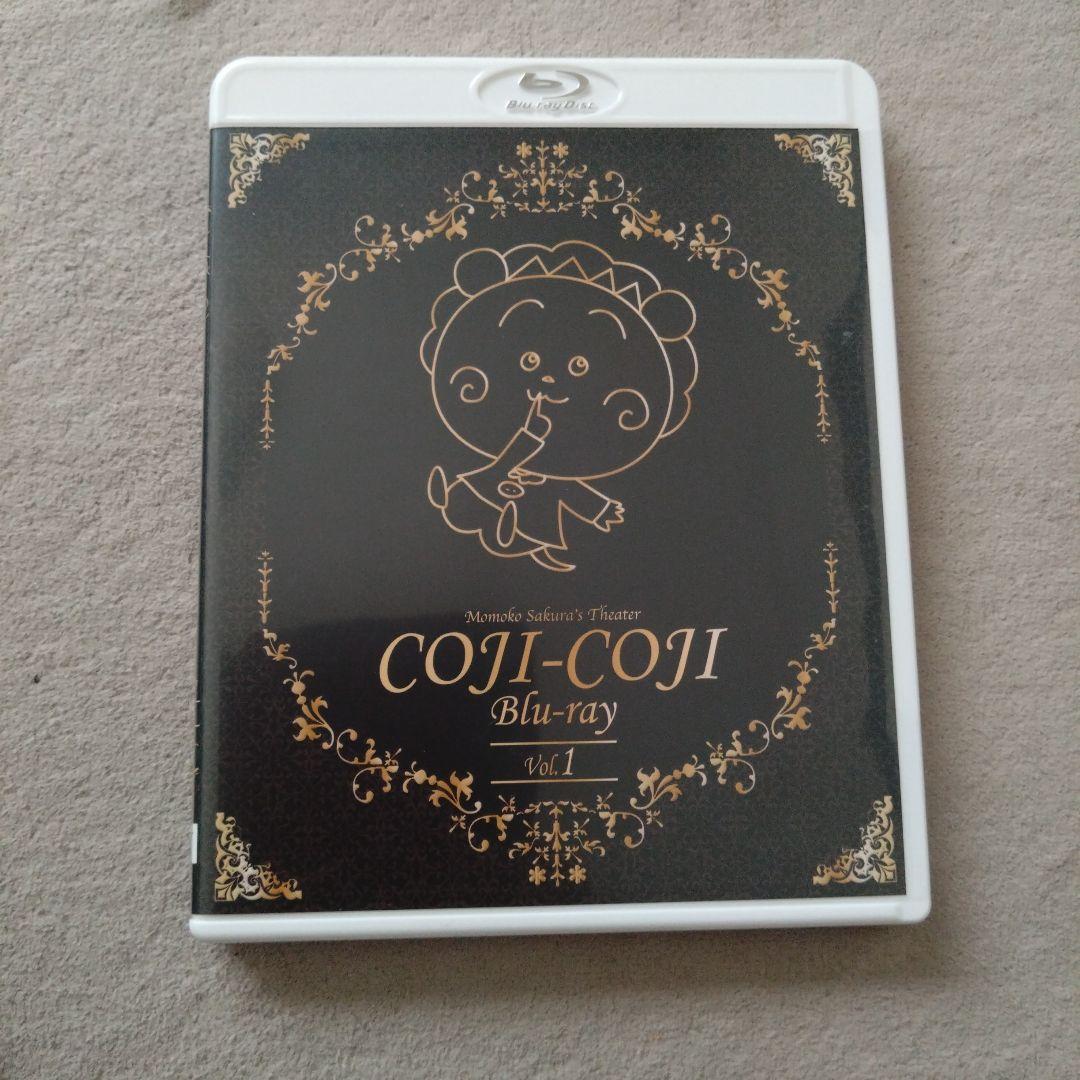 Blu-ray Disc
Momoko Sakura's Theater
COJI-COJI
Blu-ray
Vol. 1